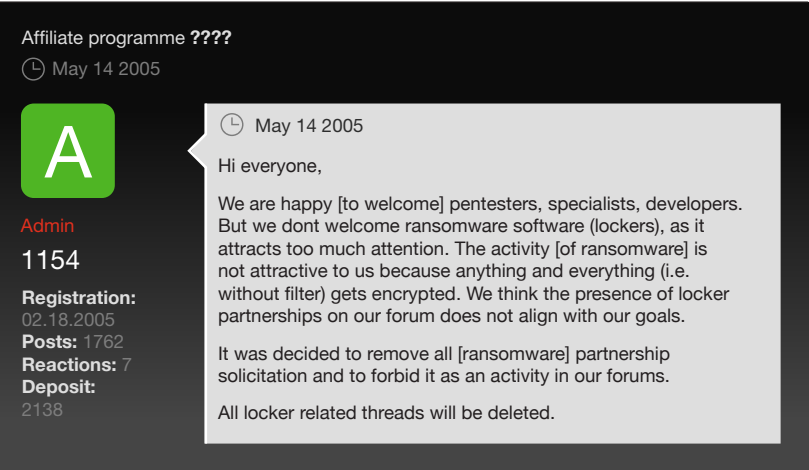 Affiliate programme ????
May 14 2005
A
Admin
1154
Registration:
02.18.2005
Posts: 1762
Reactions: 7
Deposit:
2138
May 14 2005
Hi everyone,
We are happy [to welcome] pentesters, specialists, developers.
But we dont welcome ransomware software (lockers), as it
attracts too much attention. The activity [of ransomware] is
not attractive to us because anything and everything (i.e.
without filter) gets encrypted. We think the presence of locker
partnerships on our forum does not align with our goals.
It was decided to remove all [ransomware] partnership
solicitation and to forbid it as an activity in our forums.
All locker related threads will be deleted.